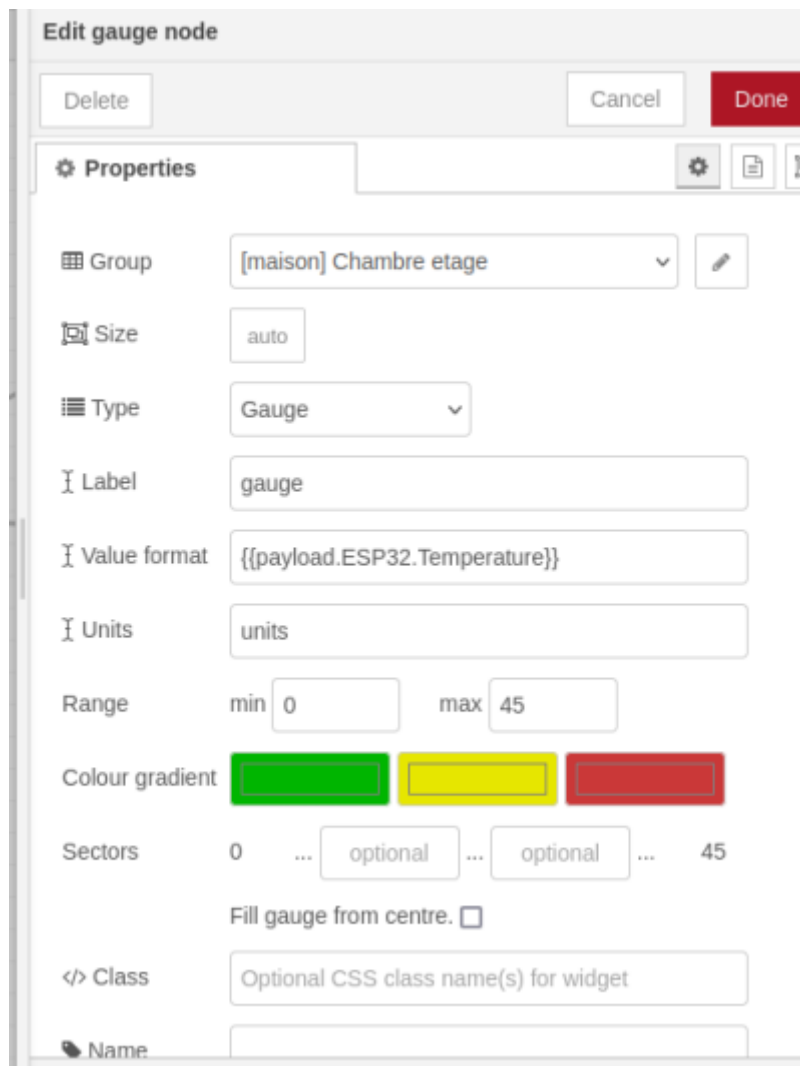 Edit gauge node
Delete Cancel Done
Properties
Group [maison] Chambre etage
Size auto
Type Gauge
Label gauge
Value format {{payload.ESP32.Temperature}}
Units units
Range min 0 max 45
Colour gradient
Sectors 0 ... optional ... optional ... 45
Fill gauge from centre.
</> Class Optional CSS class name(s) for widget
Name